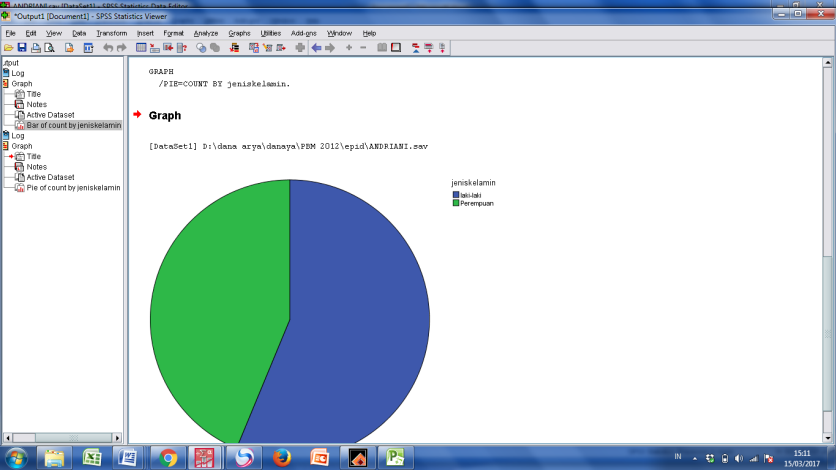 ANDRIANI.sav [DataSet1] - SPSS Statistics Data Editor
*Output1 [Document1] - SPSS Statistics Viewer
File Edit View Data Transform Insert Format Analyze Graphs Utilities Add-ons Window Help
Log
Graph
Title
Notes
Active Dataset
Bar of count by jeniskelamin
Log
Graph
Title
Notes
Active Dataset
Pie of count by jeniskelamin
GRAPH
/PIE=COUNT BY jeniskelamin.
Graph
[DataSet1] D:\dana arya\danaya\PBM 2012\epid\ANDRIANI.sav
jeniskelamin
laki-laki
Perempuan
IN
15:11
15/03/2017